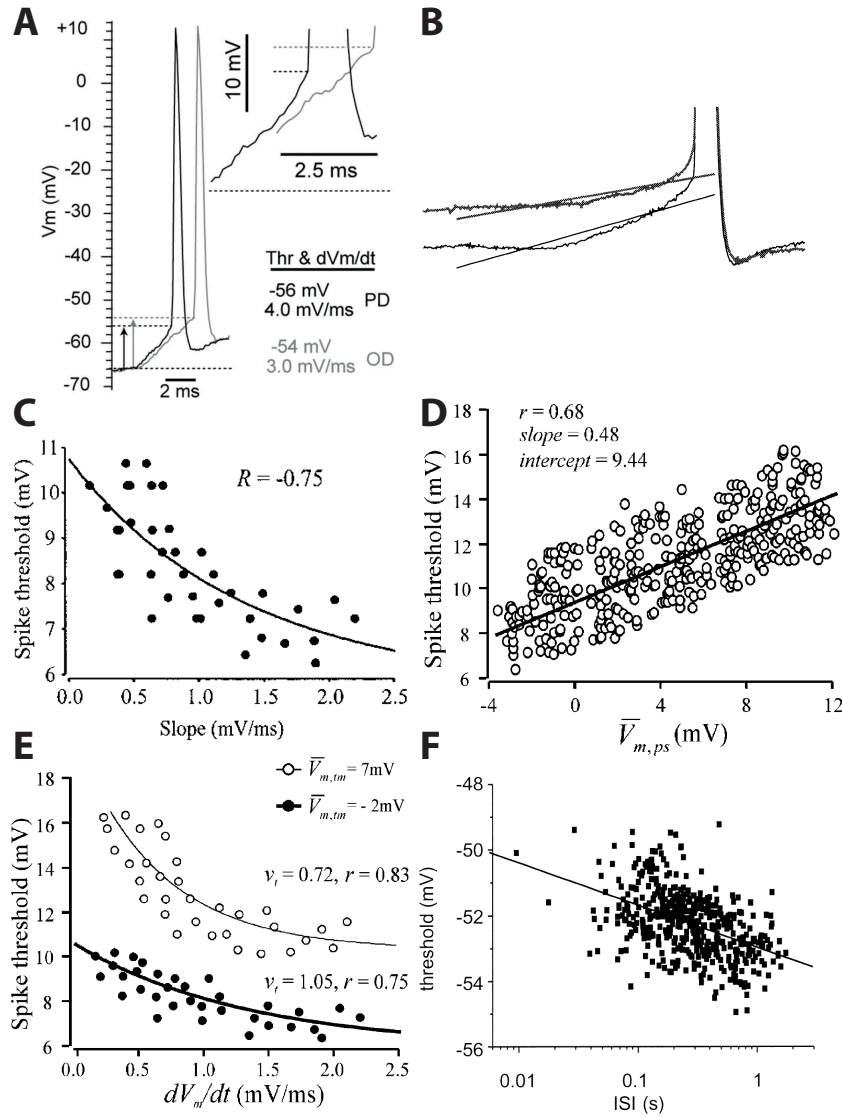 A
Vm (mV)
+10
0
-10
-20
-30
-40
-50
-60
-70
10 mV
2.5 ms
Thr & dVm/dt
-56 mV
4.0 mV/ms
PD
-54 mV
3.0 mV/ms
OD
2 ms
B
C
Spike threshold (mV)
11
10
9
8
7
6
R = -0.75
0.0 0.5 1.0 1.5 2.0 2.5
Slope (mV/ms)
D
Spike threshold (mV)
18
16
14
12
10
8
6
r = 0.68
slope = 0.48
intercept = 9.44
-4 0 4 8 12
V̅m,ps (mV)
E
Spike threshold (mV)
18
16
14
12
10
8
6
V̅m,tm = 7mV
V̅m,tm = - 2mV
vt = 0.72, r = 0.83
vt = 1.05, r = 0.75
0.0 0.5 1.0 1.5 2.0 2.5
dVm/dt (mV/ms)
F
threshold (mV)
-48
-50
-52
-54
-56
0.01 0.1 1
ISI (s)